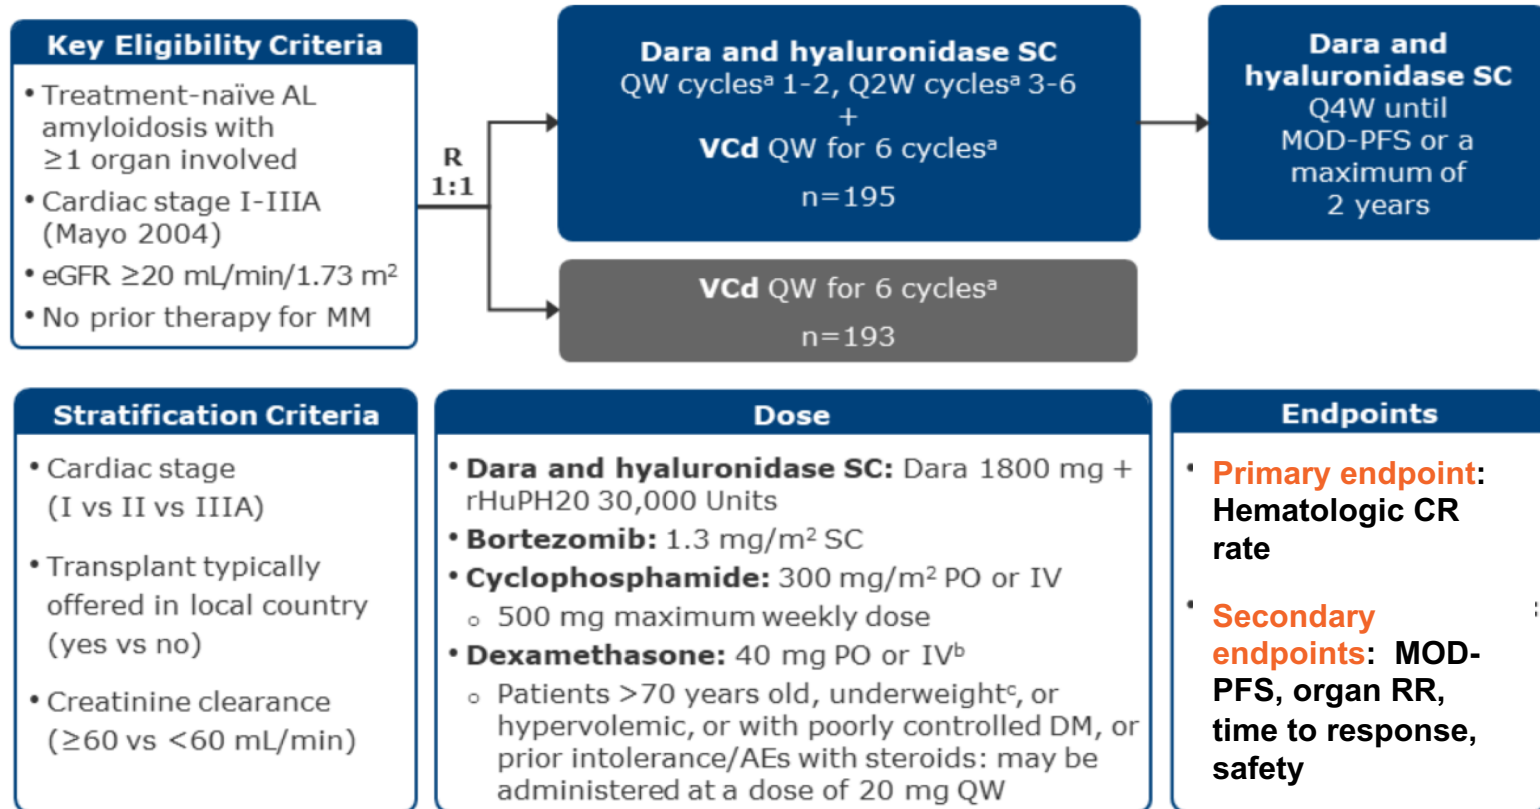 Key Eligibility Criteria
• Treatment-naïve AL
amyloidosis with
≥1 organ involved
• Cardiac stage I-IIIA
(Mayo 2004)
• eGFR ≥20 mL/min/1.73 m²
• No prior therapy for MM
R
1:1
Dara and hyaluronidase SC
QW cyclesᵃ 1-2, Q2W cyclesᵃ 3-6
+
VCd QW for 6 cyclesᵃ
n=195
Dara and
hyaluronidase SC
Q4W until
MOD-PFS or a
maximum of
2 years
VCd QW for 6 cyclesᵃ
n=193
Stratification Criteria
• Cardiac stage
(I vs II vs IIIA)
• Transplant typically
offered in local country
(yes vs no)
• Creatinine clearance
(≥60 vs <60 mL/min)
Dose
• Dara and hyaluronidase SC: Dara 1800 mg +
rHuPH20 30,000 Units
• Bortezomib: 1.3 mg/m² SC
• Cyclophosphamide: 300 mg/m² PO or IV
○ 500 mg maximum weekly dose
• Dexamethasone: 40 mg PO or IVᵇ
○ Patients >70 years old, underweightᶜ, or
hypervolemic, or with poorly controlled DM, or
prior intolerance/AEs with steroids: may be
administered at a dose of 20 mg QW
Endpoints
• Primary endpoint:
Hematologic CR
rate
• Secondary
endpoints: MOD-
PFS, organ RR,
time to response,
safety